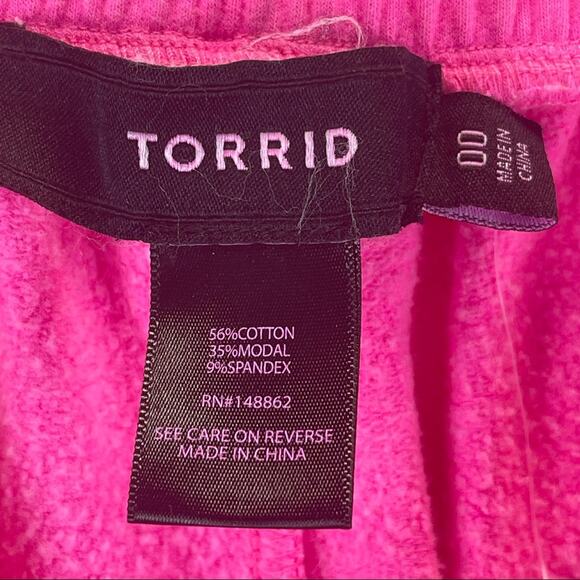 TORRID
00
MADE IN
CHINA
56%COTTON
35%MODAL
9%SPANDEX
RN#148862
SEE CARE ON REVERSE
MADE IN CHINA